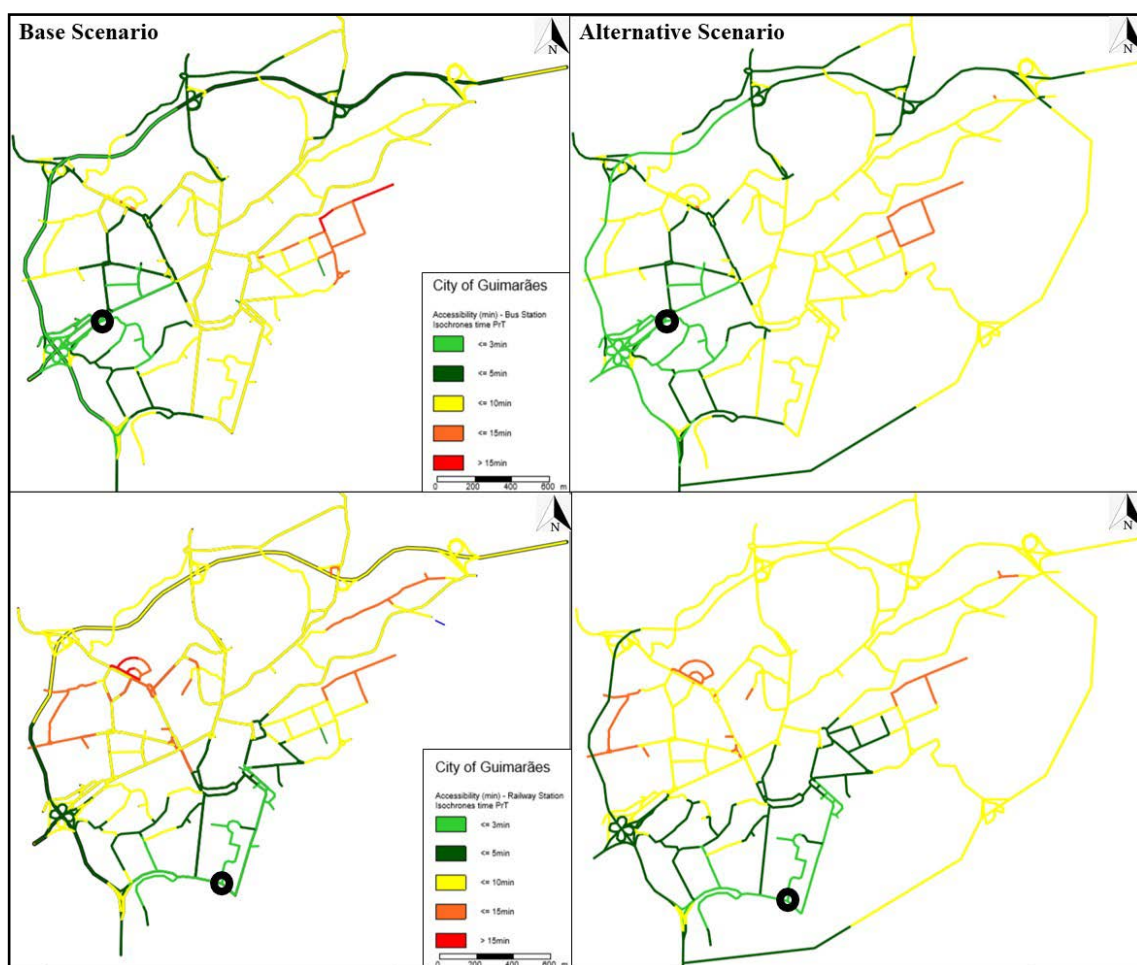 Base Scenario
N
Alternative Scenario
N
City of Guimarães
Accessibility (min) - Bus Station
Isochrones time PrT
<= 3min
<= 5min
<= 10min
<= 15min
> 15min
0 200 400 600 m
N
N
City of Guimarães
Accessibility (min) - Railway Station
Isochrones time PrT
<= 3min
<= 5min
<= 10min
<= 15min
> 15min
0 200 400 600 m